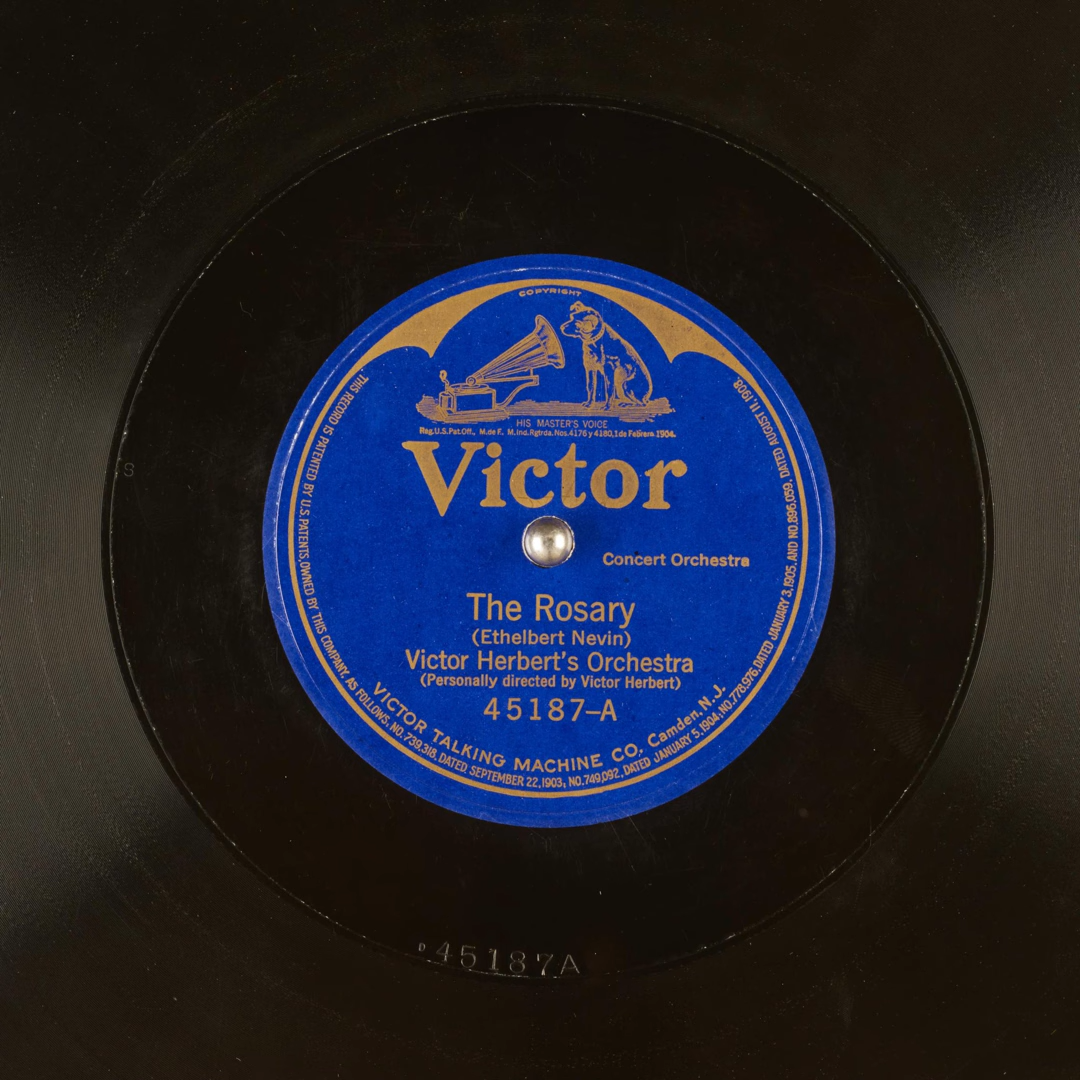 COPYRIGHT
HIS MASTER'S VOICE
Reg.U.S.Pat.Off., M.de F., M.Ind.Rgtrda.Nos.4176 y 4180,1 de Febrero 1904.
Victor
Concert Orchestra
The Rosary
(Ethelbert Nevin)
Victor Herbert's Orchestra
(Personally directed by Victor Herbert)
45187–A
VICTOR TALKING MACHINE CO. Camden, N.J.
THIS RECORD IS PATENTED BY U.S. PATENTS, OWNED BY THIS COMPANY, AS FOLLOWS, NO. 739,318, DATED SEPTEMBER 22, 1903; NO. 749,092, DATED JANUARY 5, 1904; NO. 778,976, DATED JANUARY 3, 1905, AND NO. 896,059, DATED AUGUST 11, 1908
S
D 45187A